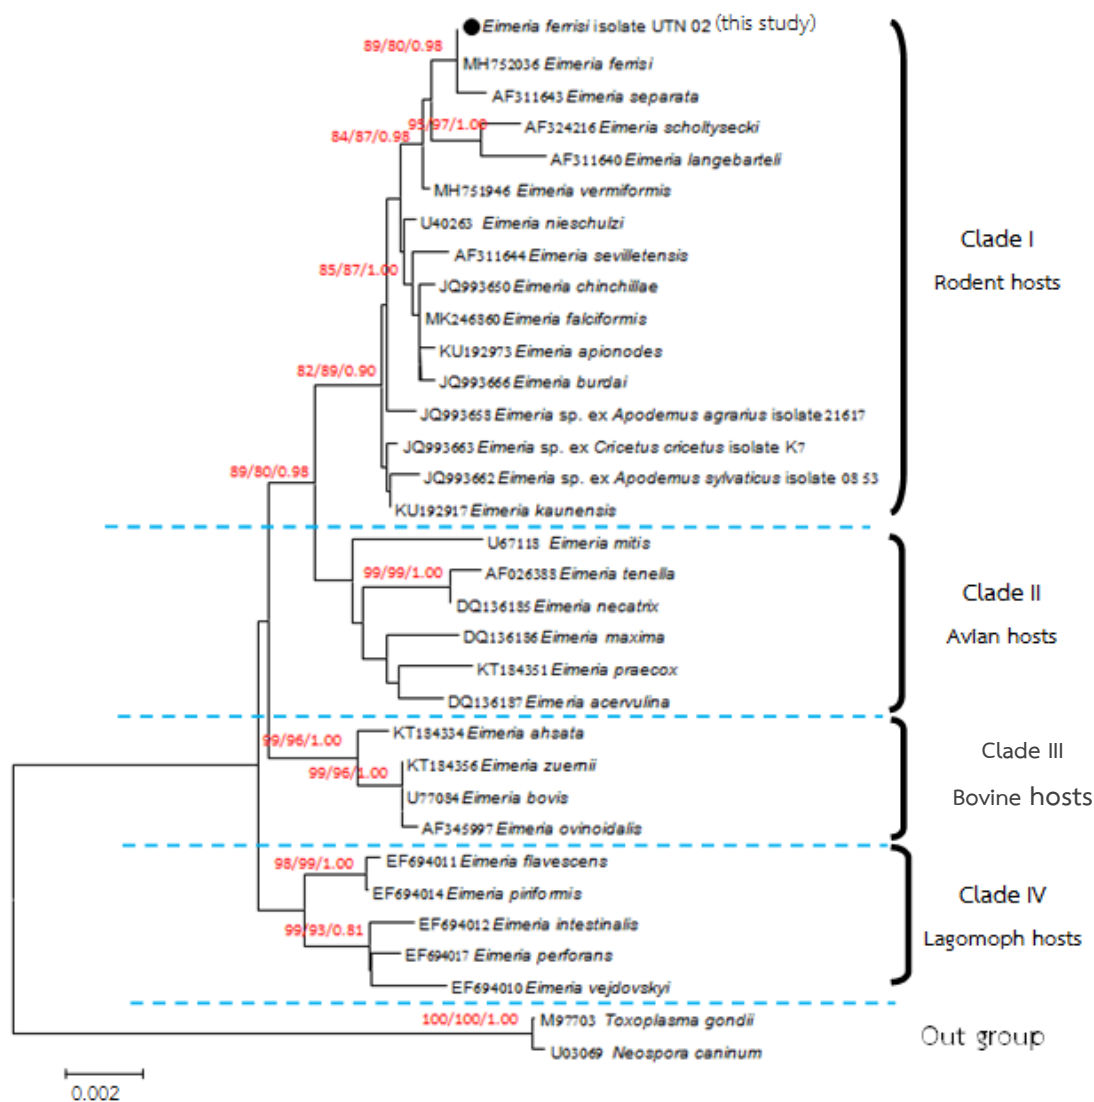 Eimeria ferrisi isolate UTN 02 (this study)
89/80/0.98
MH752036 Eimeria ferrisi
AF311643 Eimeria separata
95/97/1.00
AF324216 Eimeria scholtysecki
84/87/0.98
AF311640 Eimeria langebarteli
MH751946 Eimeria vermiformis
U40263 Eimeria nieschulzi
Clade I
AF311644 Eimeria sevilletensis
85/87/1.00
JQ993650 Eimeria chinchillae
Rodent hosts
MK246860 Eimeria falciformis
KU192973 Eimeria apionodes
82/89/0.90
JQ993666 Eimeria burdai
JQ993658 Eimeria sp. ex Apodemus agrarius isolate 21617
JQ993663 Eimeria sp. ex Cricetus cricetus isolate K7
89/80/0.98
JQ993662 Eimeria sp. ex Apodemus sylvaticus isolate 08 53
KU192917 Eimeria kaunensis
U67118 Eimeria mitis
99/99/1.00
AF026388 Eimeria tenella
Clade II
DQ136185 Eimeria necatrix
DQ136186 Eimeria maxima
Avian hosts
KT184351 Eimeria praecox
DQ136187 Eimeria acervulina
KT184334 Eimeria ahsata
99/96/1.00
Clade III
KT184356 Eimeria zuernii
99/96/1.00
U77084 Eimeria bovis
Bovine hosts
AF345997 Eimeria ovinoidalis
EF694011 Eimeria flavescens
98/99/1.00
EF694014 Eimeria piriformis
Clade IV
EF694012 Eimeria intestinalis
99/93/0.81
Lagomoph hosts
EF694017 Eimeria perforans
EF694010 Eimeria vejdovskyi
100/100/1.00
M97703 Toxoplasma gondii
Out group
U03069 Neospora caninum
0.002